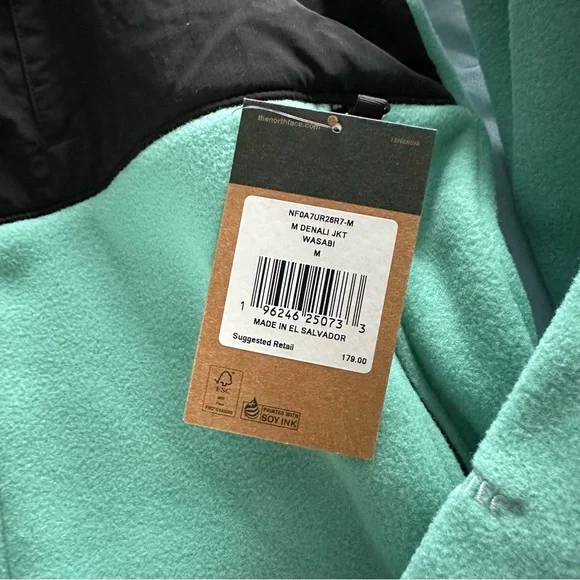 thenorthface.com
NF0A7UR26R7-M
M DENALI JKT
WASABI
M
1 96246 25073 3
MADE IN EL SALVADOR
Suggested Retail 179.00
FSC
MIX
PRINTED WITH
SOY INK